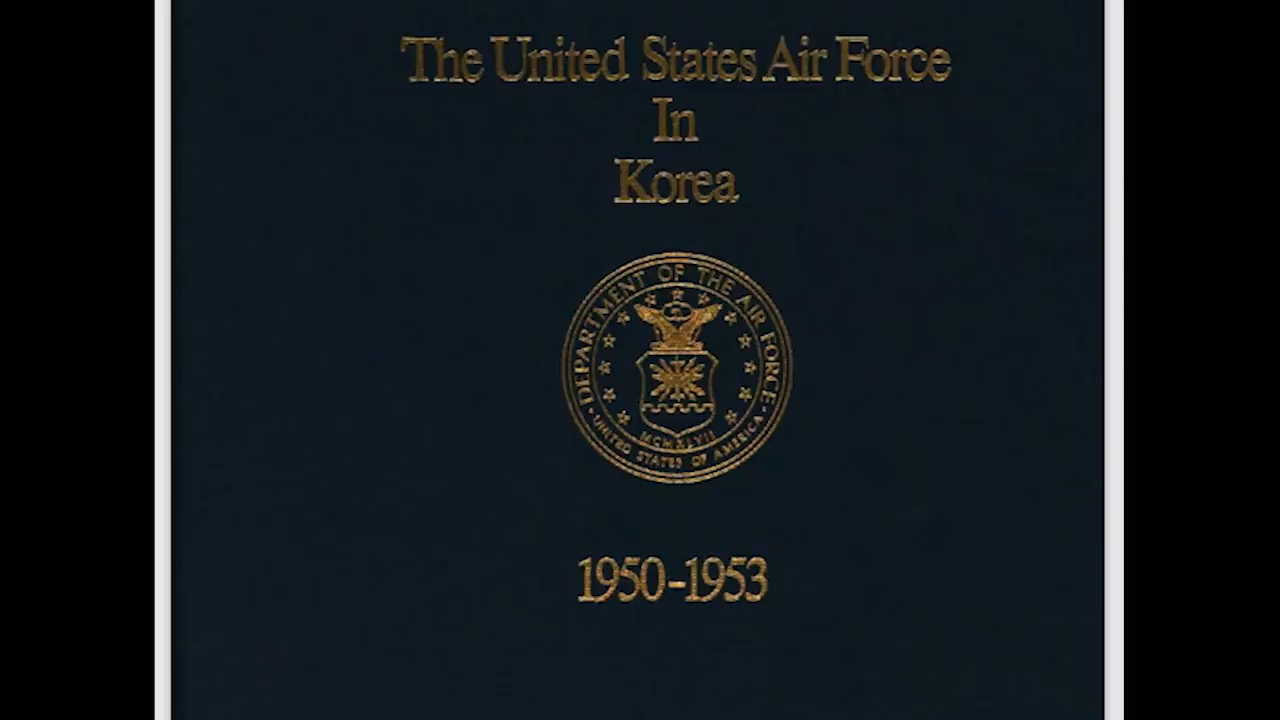 The United States Air Force
In
Korea
DEPARTMENT OF THE AIR FORCE
MCMXLVII
UNITED STATES OF AMERICA
1950-1953